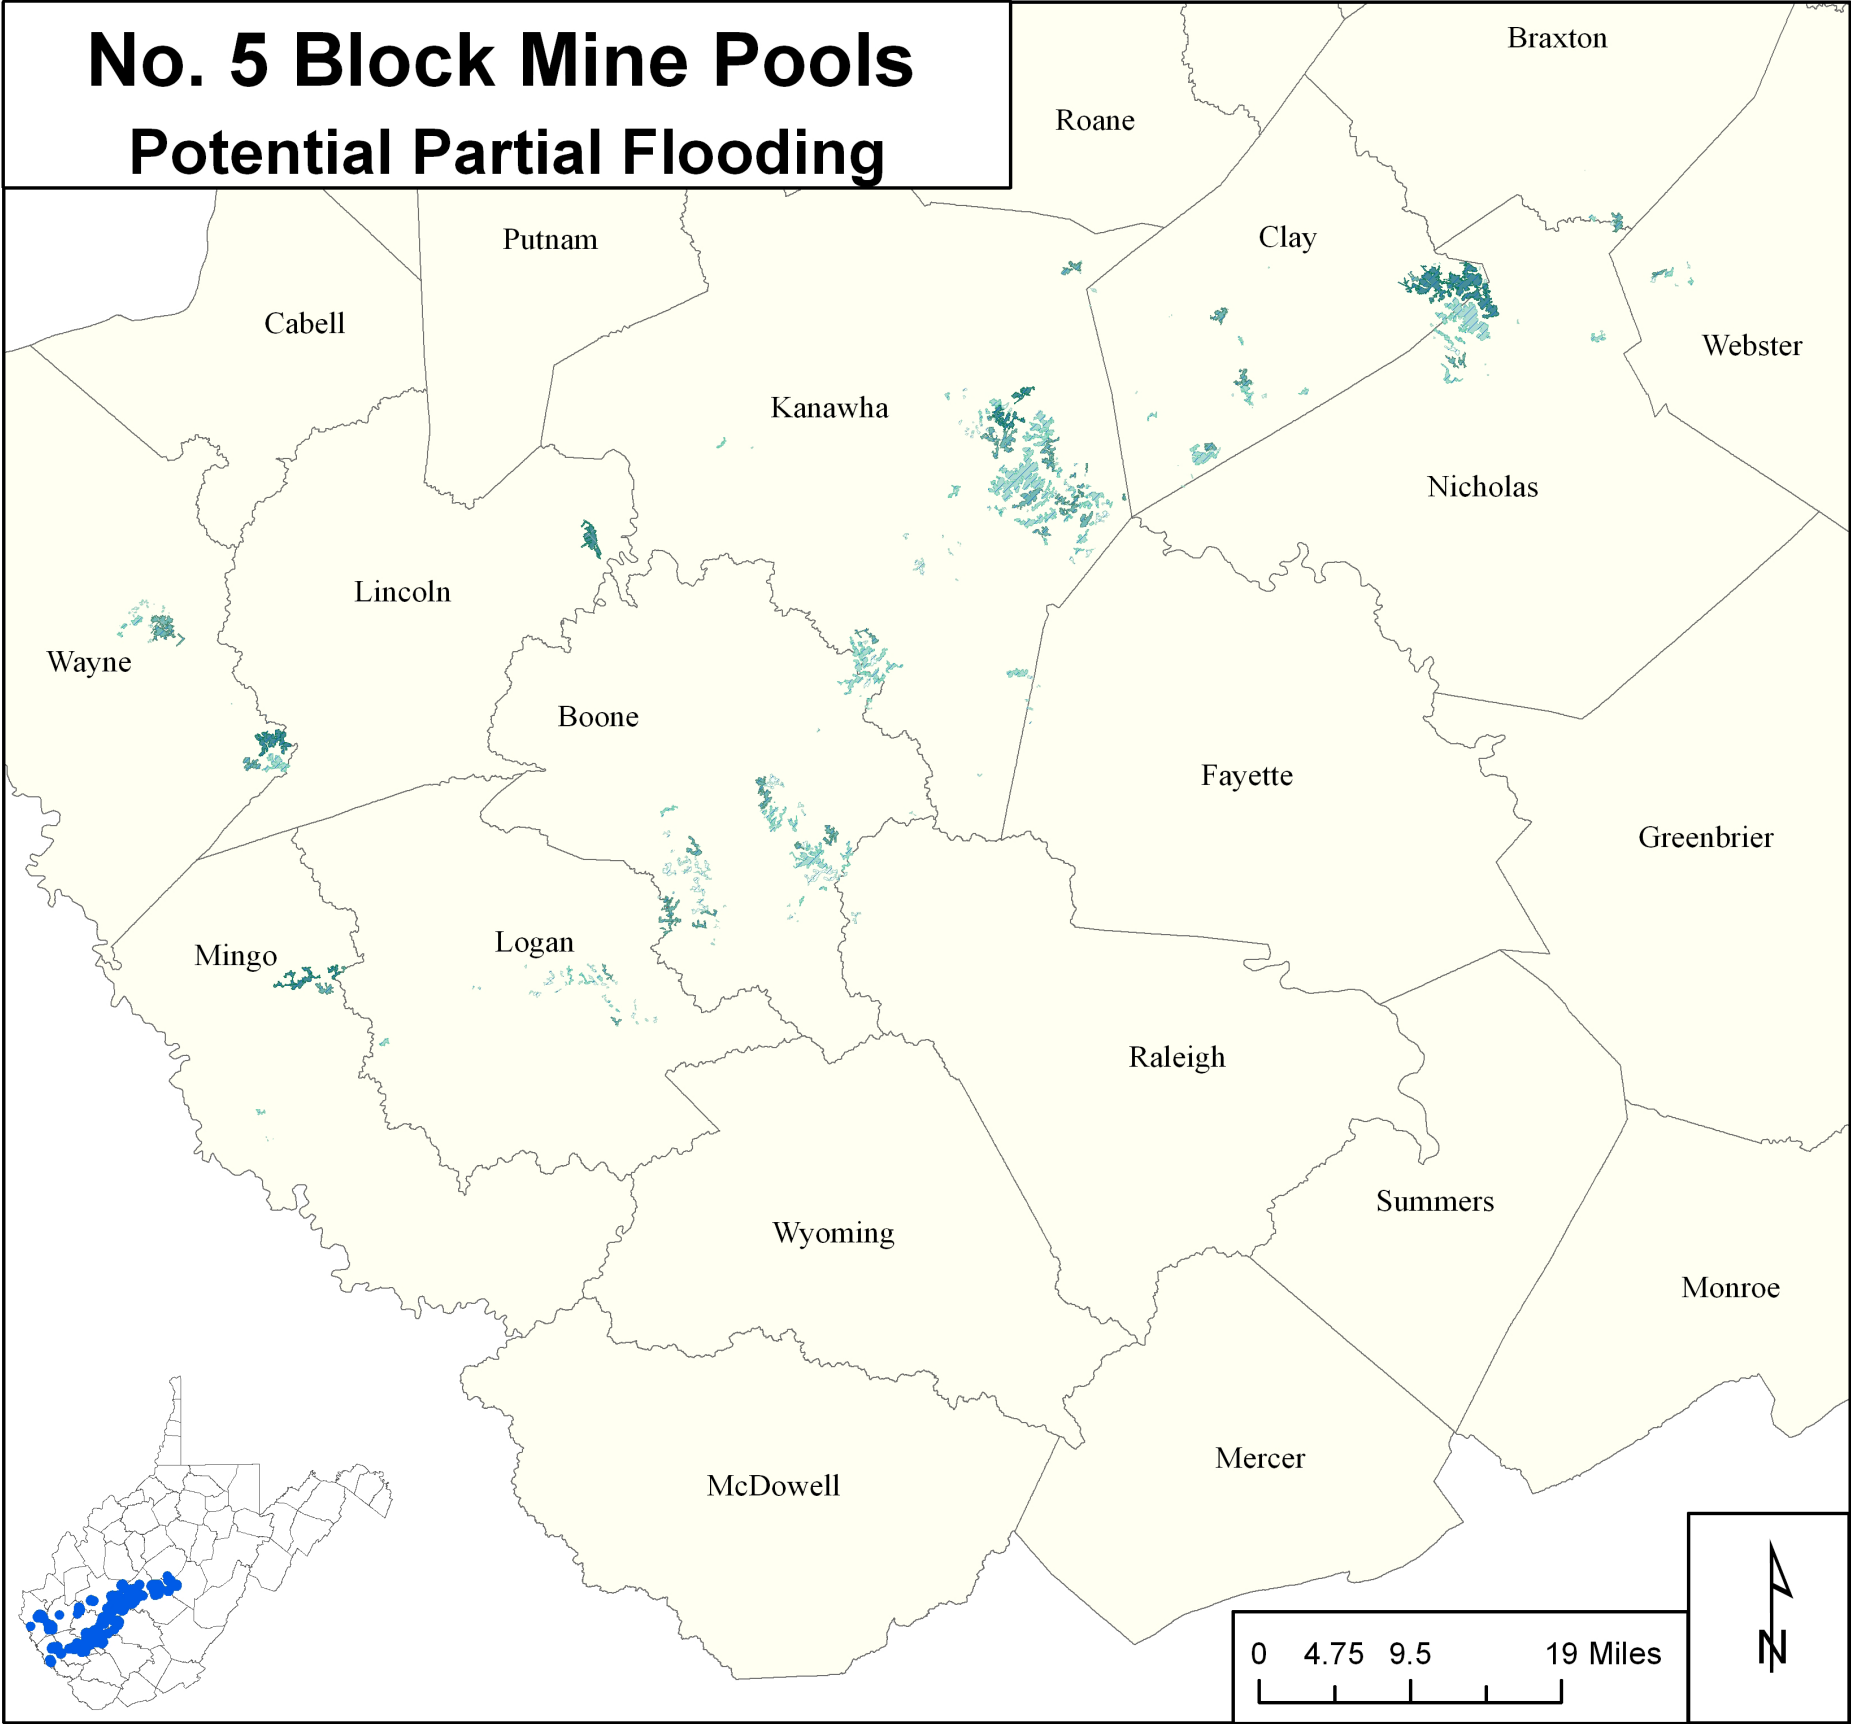 No. 5 Block Mine Pools
Potential Partial Flooding
Braxton
Roane
Clay
Putnam
Cabell
Webster
Kanawha
Nicholas
Lincoln
Wayne
Boone
Fayette
Greenbrier
Logan
Mingo
Raleigh
Summers
Wyoming
Monroe
Mercer
McDowell
0 4.75 9.5 19 Miles
N